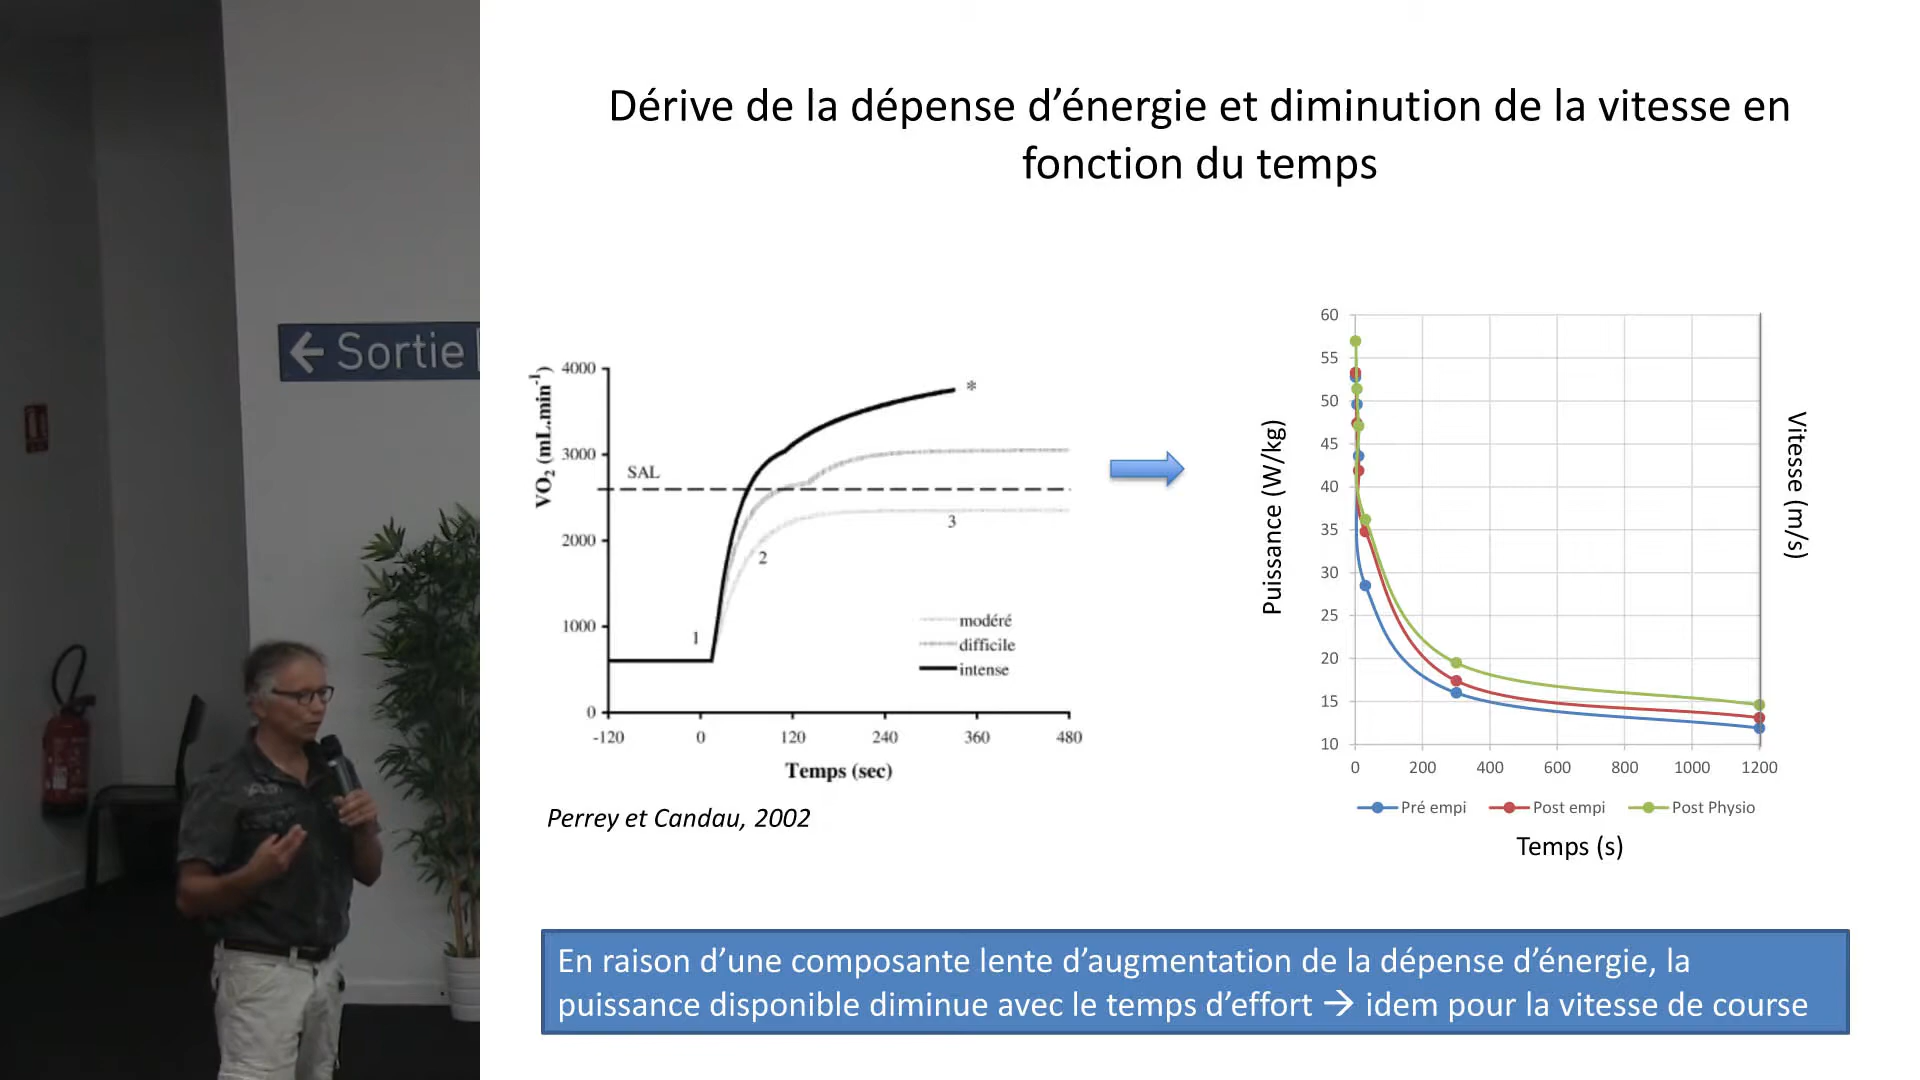 Dérive de la dépense d'énergie et diminution de la vitesse en
fonction du temps
← Sortie
VO₂ (mL.min⁻¹)
4000
3000
2000
1000
0
SAL
*
1
2
3
modéré
difficile
intense
-120 0 120 240 360 480
Temps (sec)
Perrey et Candau, 2002
Puissance (W/kg)
60
55
50
45
40
35
30
25
20
15
10
0 200 400 600 800 1000 1200
Vitesse (m/s)
Pré empi Post empi Post Physio
Temps (s)
En raison d'une composante lente d'augmentation de la dépense d'énergie, la
puissance disponible diminue avec le temps d'effort → idem pour la vitesse de course